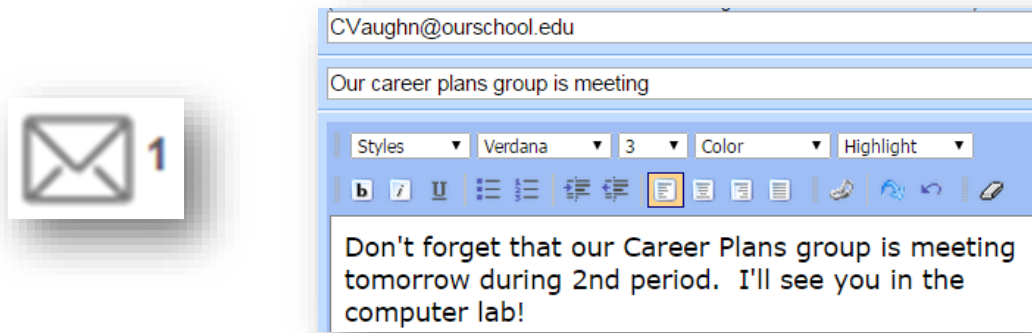 1
CVaughn@ourschool.edu
Our career plans group is meeting
Styles Verdana 3 Color Highlight
b i U
Don't forget that our Career Plans group is meeting
tomorrow during 2nd period.  I'll see you in the
computer lab!